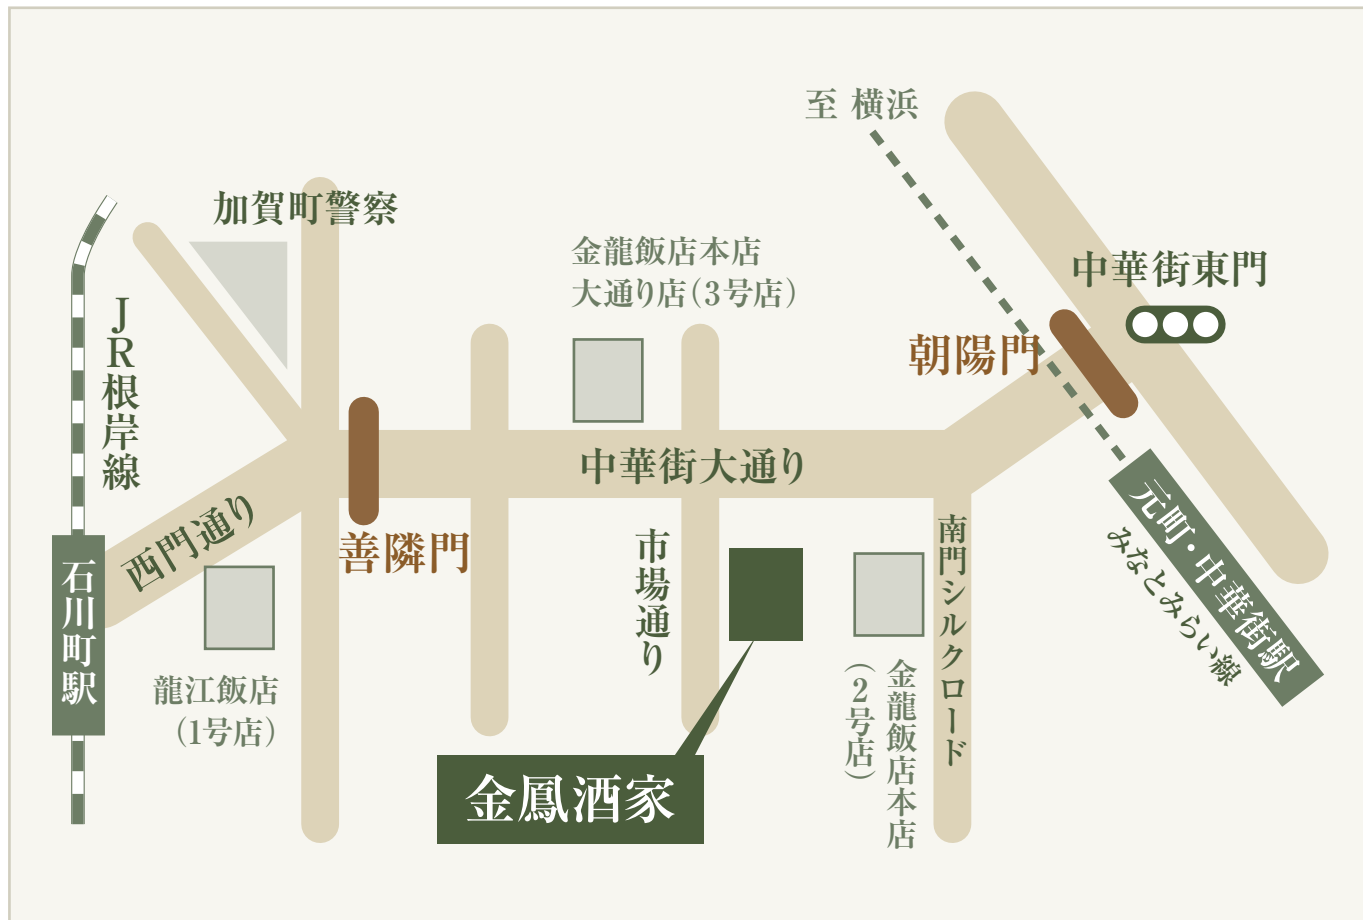 至 横浜
加賀町警察
金龍飯店本店
大通り店(3号店)
中華街東門
JR根岸線
朝陽門
中華街大通り
西門通り
善隣門
市場通り
南門シルクロード
元町・中華街駅
みなとみらい線
石川町駅
龍江飯店
(1号店)
金龍飯店本店
(2号店)
金鳳酒家